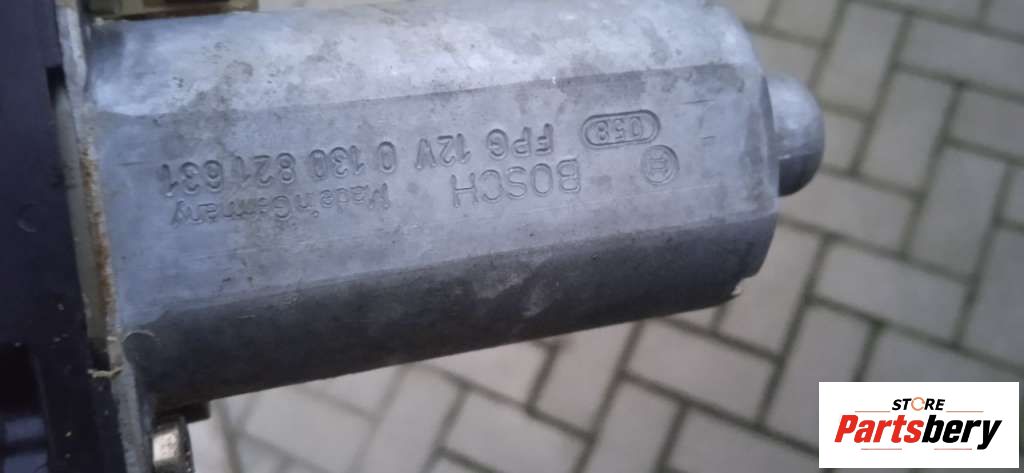 BOSCH
Made in Germany
FPG 12V 0 130 821 631
058
STORE
Partsbery